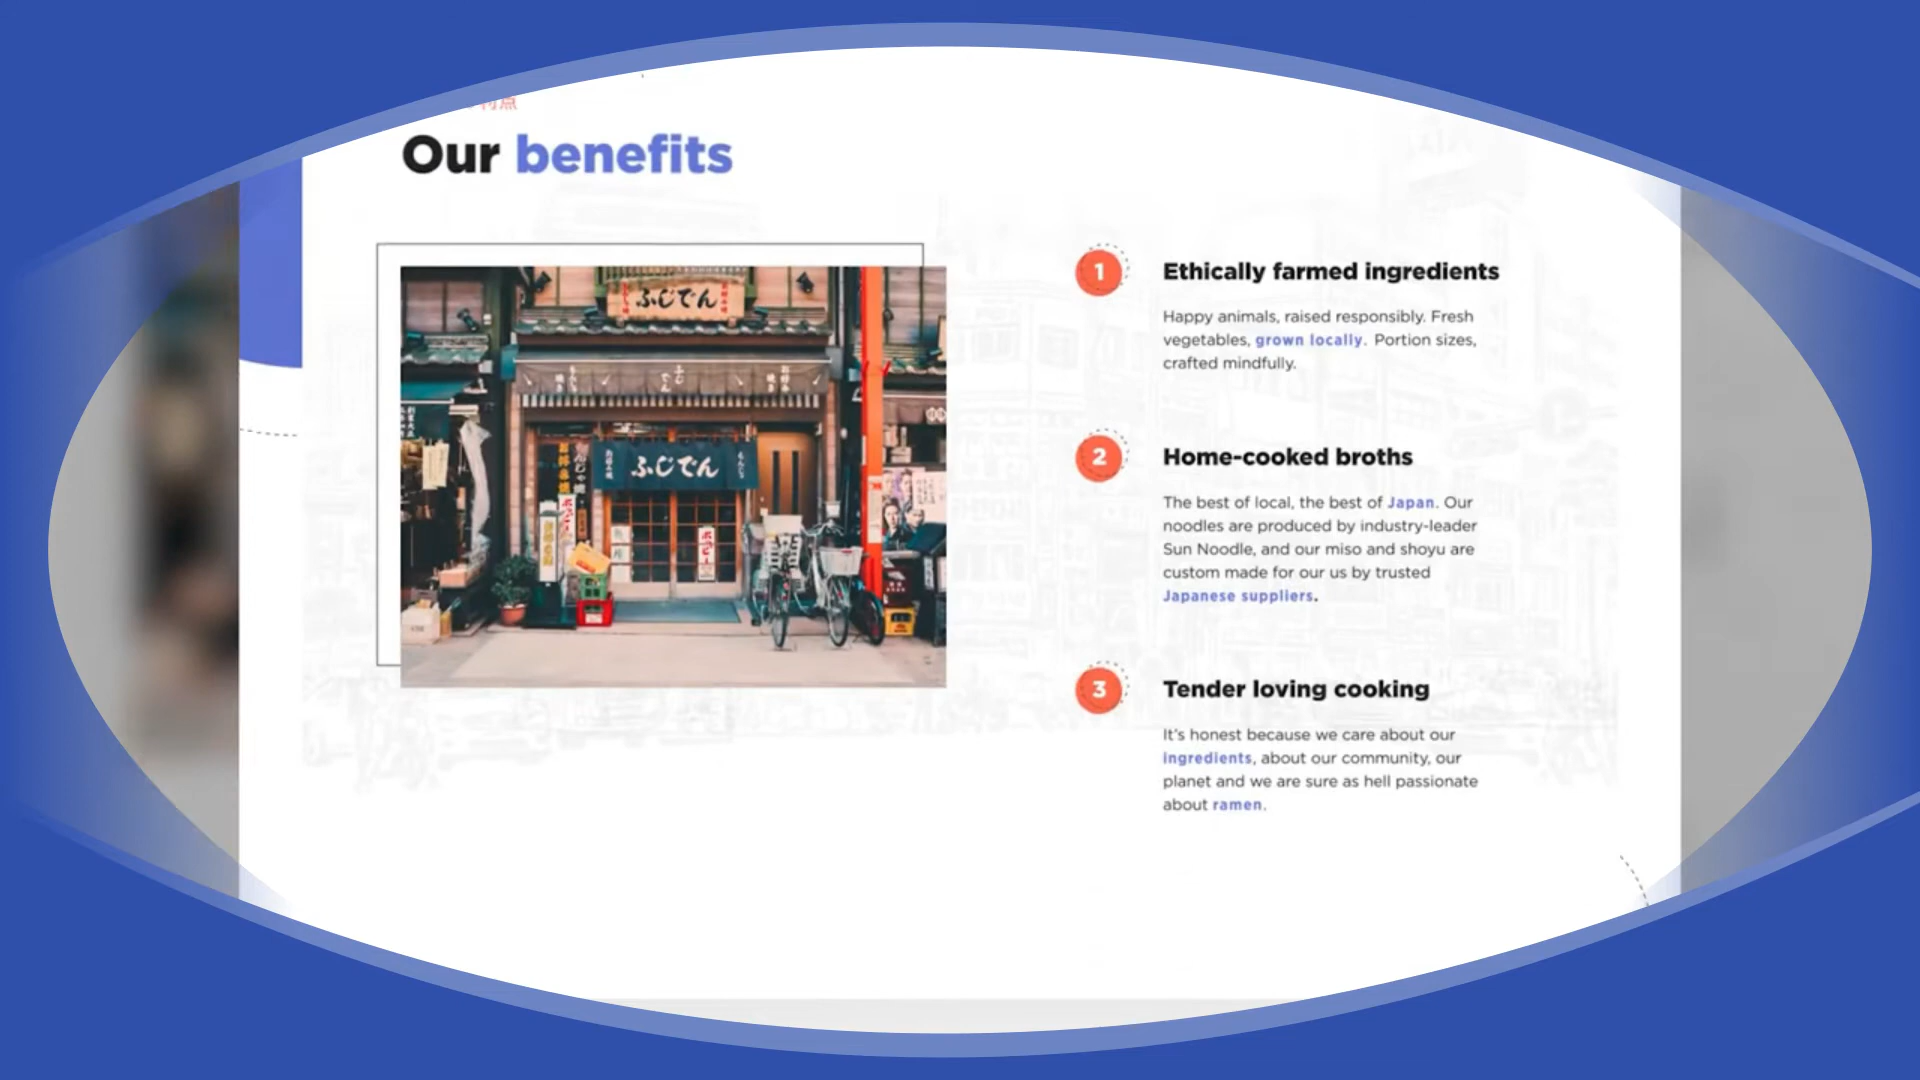 点
Our benefits
ふじでん
ふじでん
1
Ethically farmed ingredients
Happy animals, raised responsibly. Fresh
vegetables, grown locally. Portion sizes,
crafted mindfully.
2
Home-cooked broths
The best of local, the best of Japan. Our
noodles are produced by industry-leader
Sun Noodle, and our miso and shoyu are
custom made for our us by trusted
Japanese suppliers.
3
Tender loving cooking
It's honest because we care about our
ingredients, about our community, our
planet and we are sure as hell passionate
about ramen.